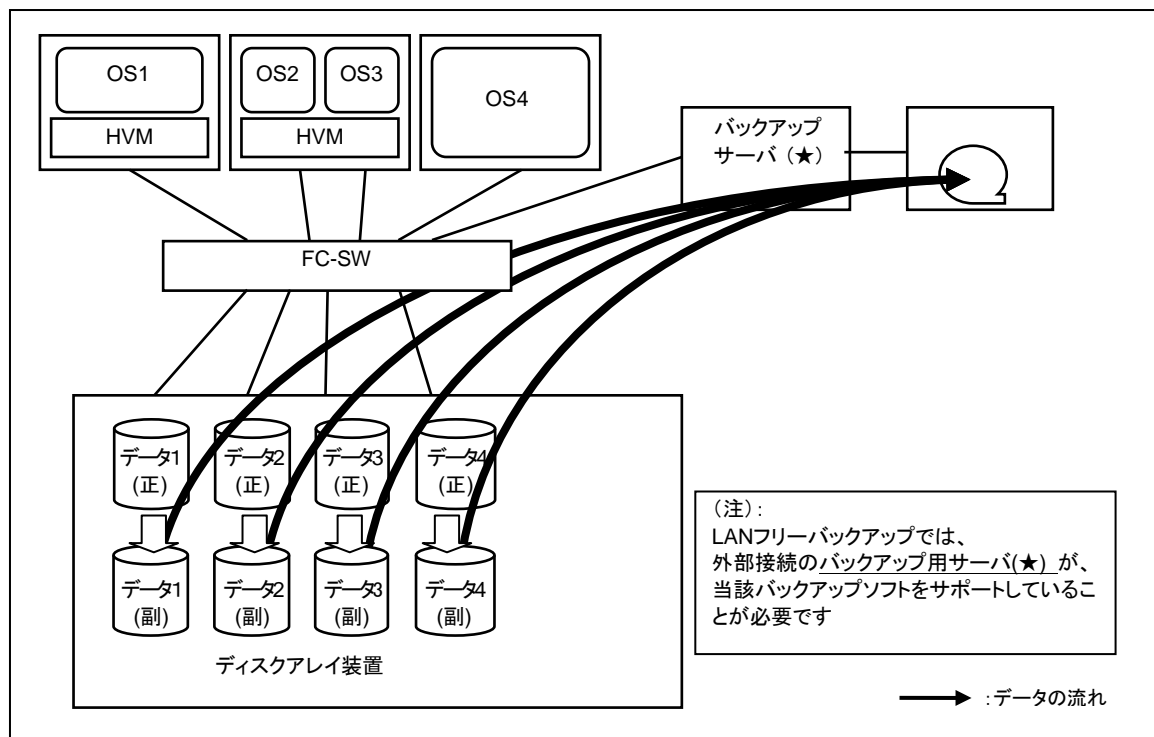 OS1
OS2
OS3
OS4
HVM
HVM
バックアップ
サーバ (★)
FC-SW
データ1
(正)
データ2
(正)
データ3
(正)
データ4
(正)
データ1
(副)
データ2
(副)
データ3
(副)
データ4
(副)
ディスクアレイ装置
(注):
LANフリーバックアップでは、
外部接続のバックアップ用サーバ(★) が、
当該バックアップソフトをサポートしているこ
とが必要です
:データの流れ